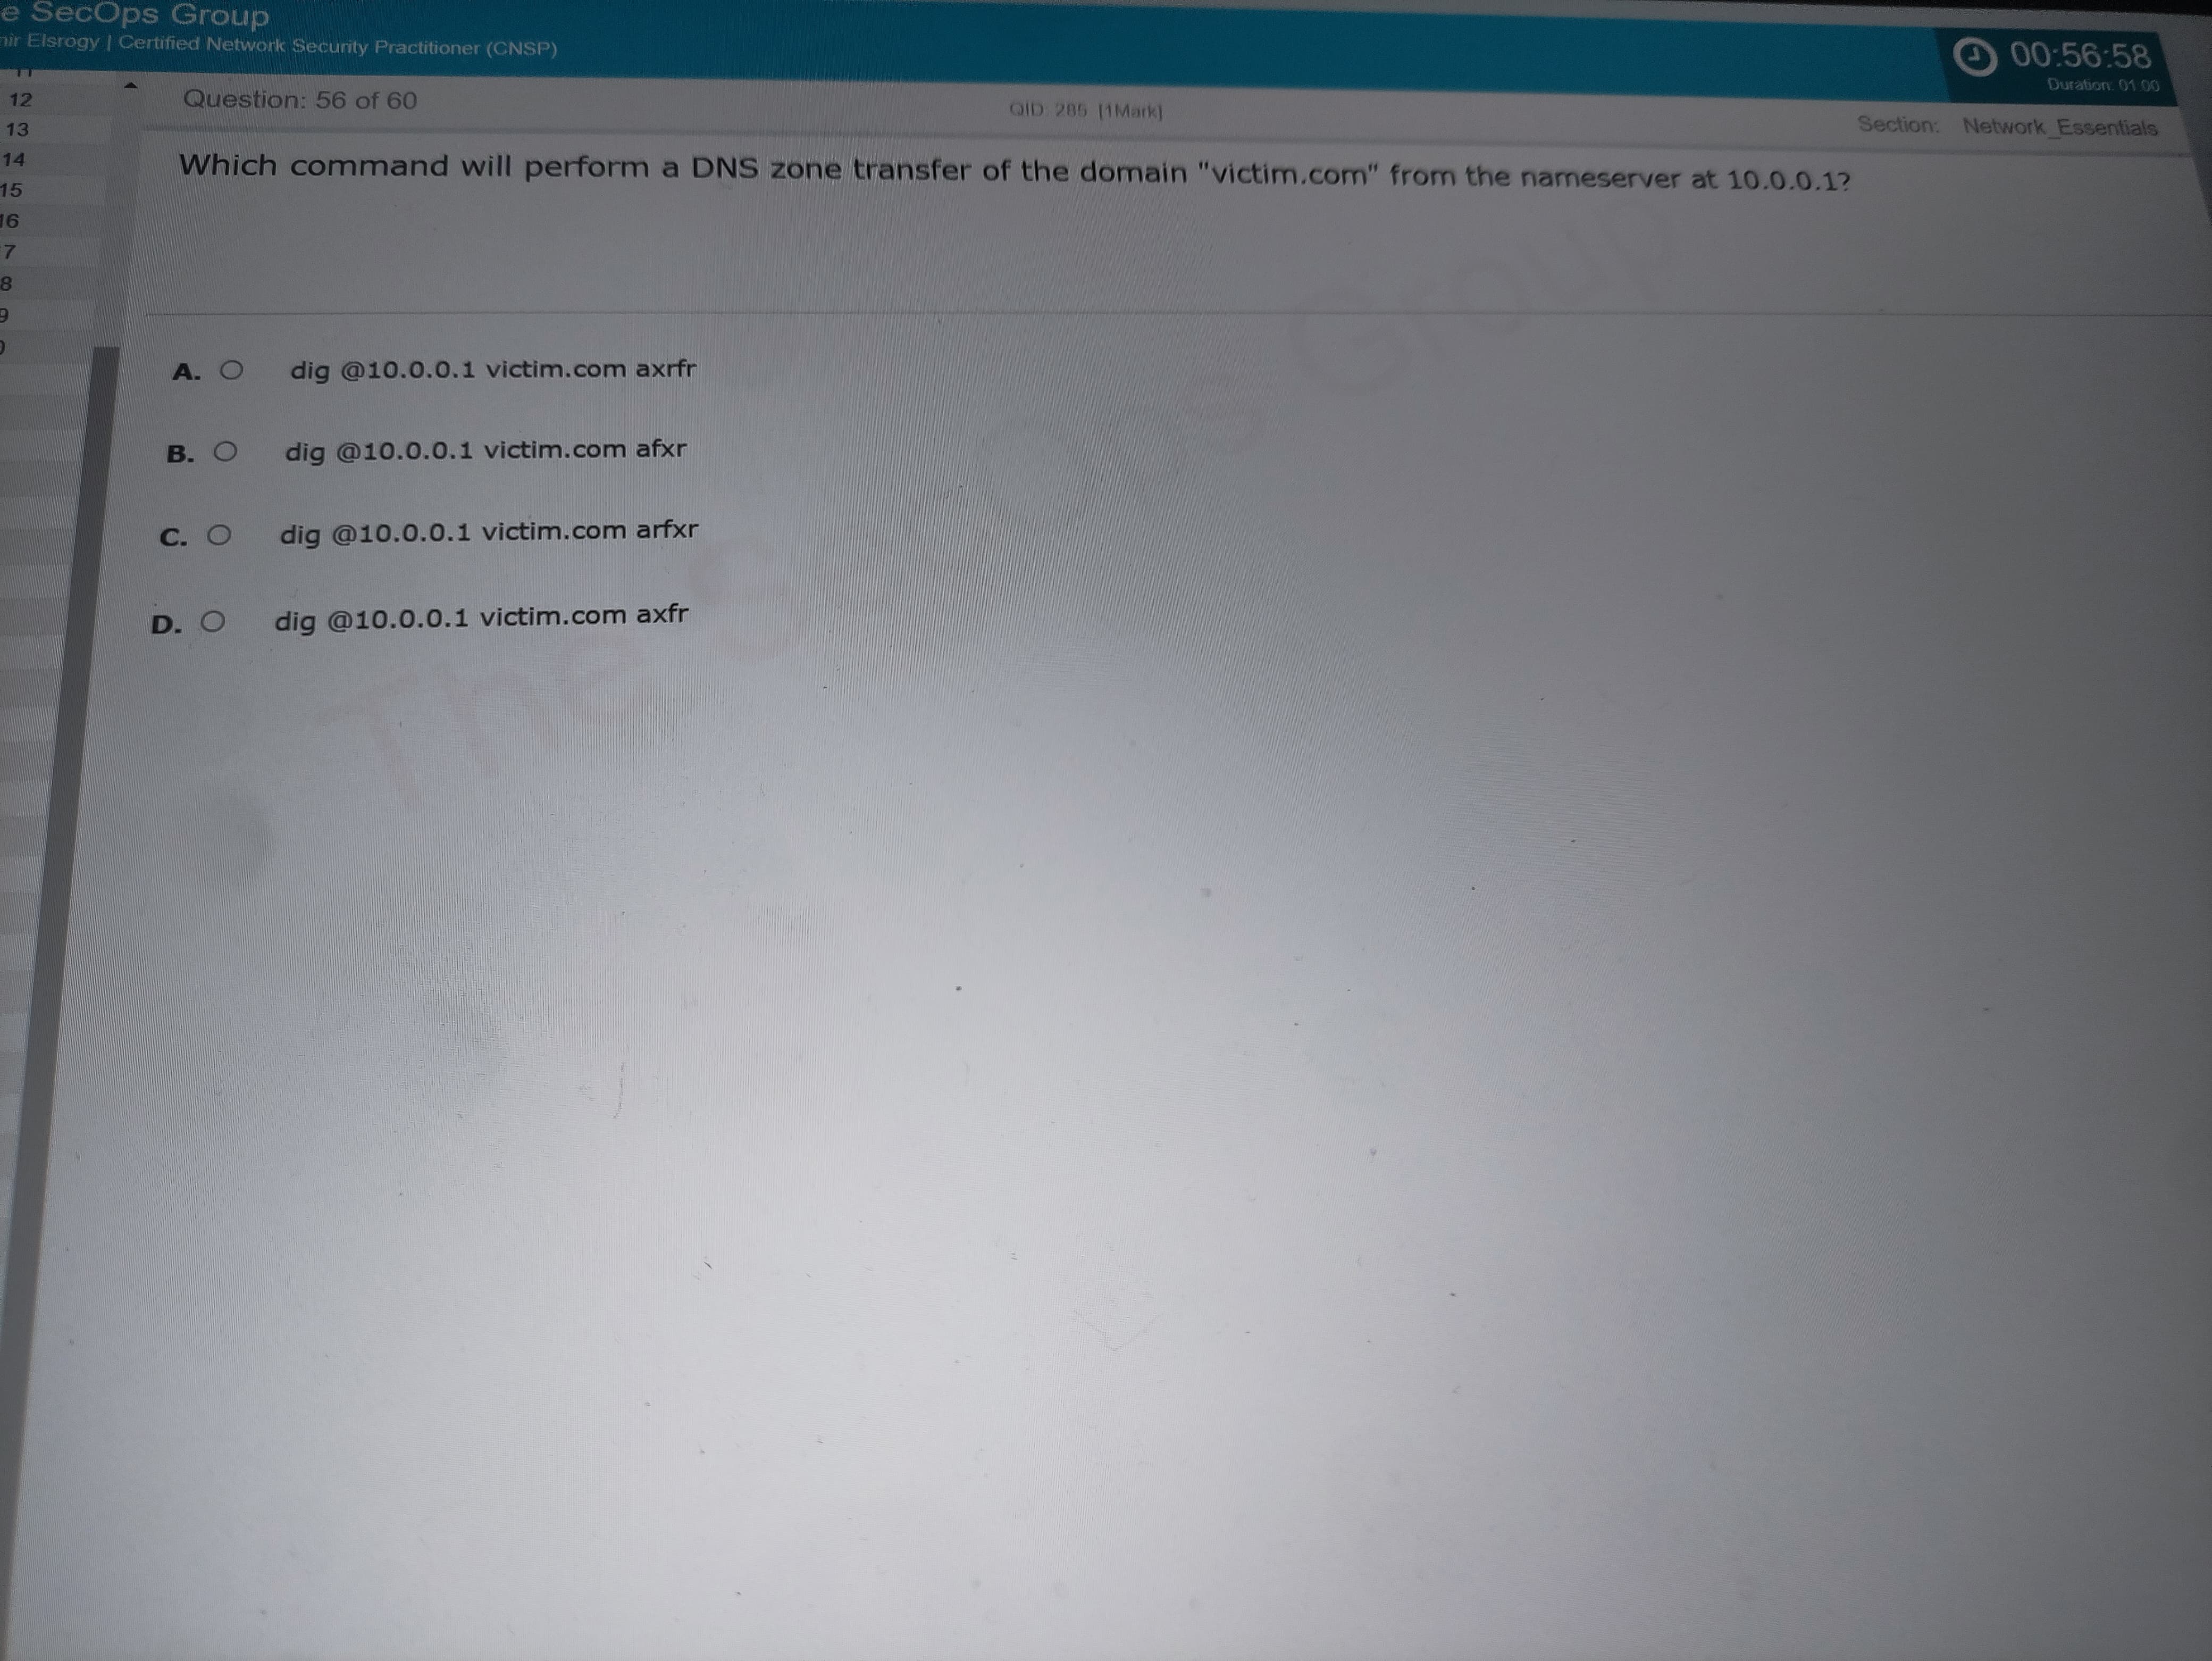 e SecOps Group
nir Elsrogy | Certified Network Security Practitioner (CNSP)
00:56:58
Duration: 01:00
11
12
13
14
15
16
7
8
9
Question: 56 of 60
QID: 285 [1Mark]
Section: Network_Essentials
Which command will perform a DNS zone transfer of the domain "victim.com" from the nameserver at 10.0.0.1?
A. dig @10.0.0.1 victim.com axrfr
B. dig @10.0.0.1 victim.com afxr
C. dig @10.0.0.1 victim.com arfxr
D. dig @10.0.0.1 victim.com axfr
The SecOps Group